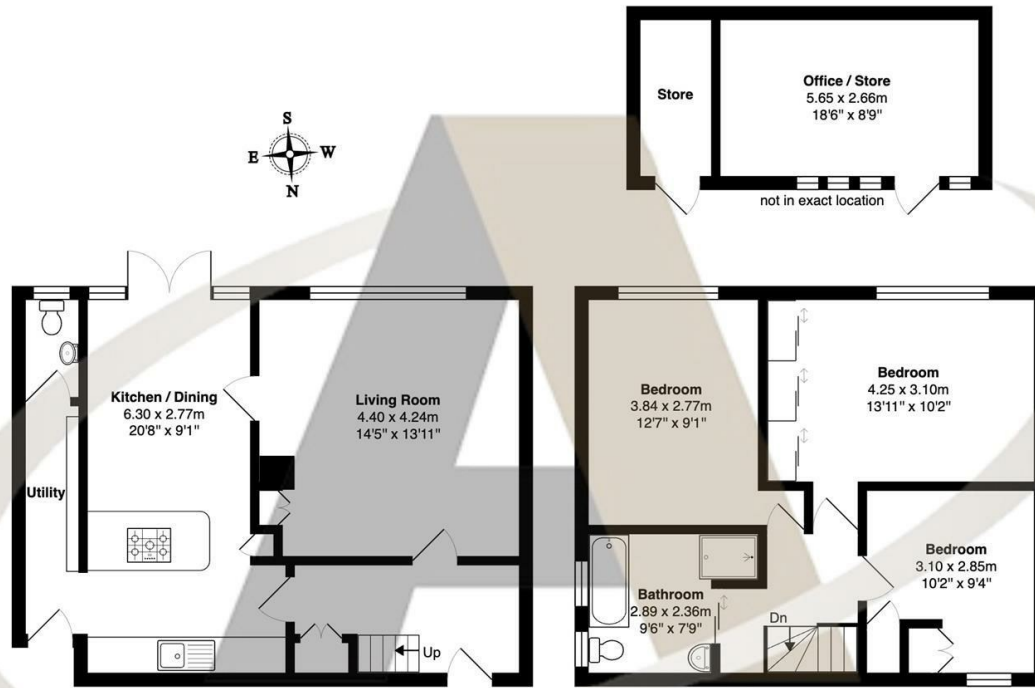 Store
Office / Store
5.65 x 2.66m
18'6" x 8'9"
not in exact location
S
E
W
N
Kitchen / Dining
6.30 x 2.77m
20'8" x 9'1"
Living Room
4.40 x 4.24m
14'5" x 13'11"
Utility
Up
Bedroom
3.84 x 2.77m
12'7" x 9'1"
Bedroom
4.25 x 3.10m
13'11" x 10'2"
Bedroom
3.10 x 2.85m
10'2" x 9'4"
Bathroom
2.89 x 2.36m
9'6" x 7'9"
Dn